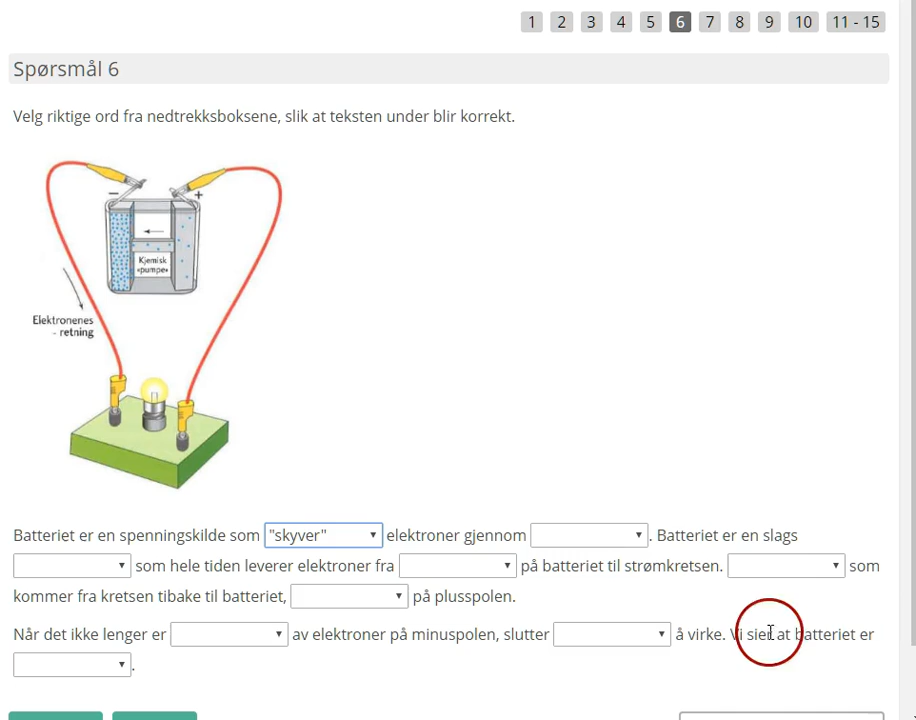 1 2 3 4 5 6 7 8 9 10 11 - 15
Spørsmål 6
Velg riktige ord fra nedtrekksboksene, slik at teksten under blir korrekt.
– +
Kjemisk
«pumpe»
Elektronenes
- retning
Batteriet er en spenningskilde som "skyver" elektroner gjennom . Batteriet er en slags
som hele tiden leverer elektroner fra på batteriet til strømkretsen. som
kommer fra kretsen tibake til batteriet, på plusspolen.
Når det ikke lenger er av elektroner på minuspolen, slutter å virke. Vi sier at batteriet er
.